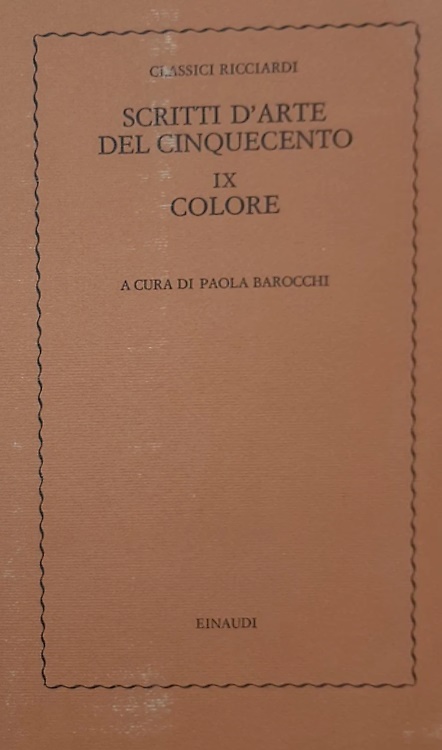 CLASSICI RICCIARDI
SCRITTI D'ARTE
DEL CINQUECENTO
IX
COLORE
A CURA DI PAOLA BAROCCHI
EINAUDI